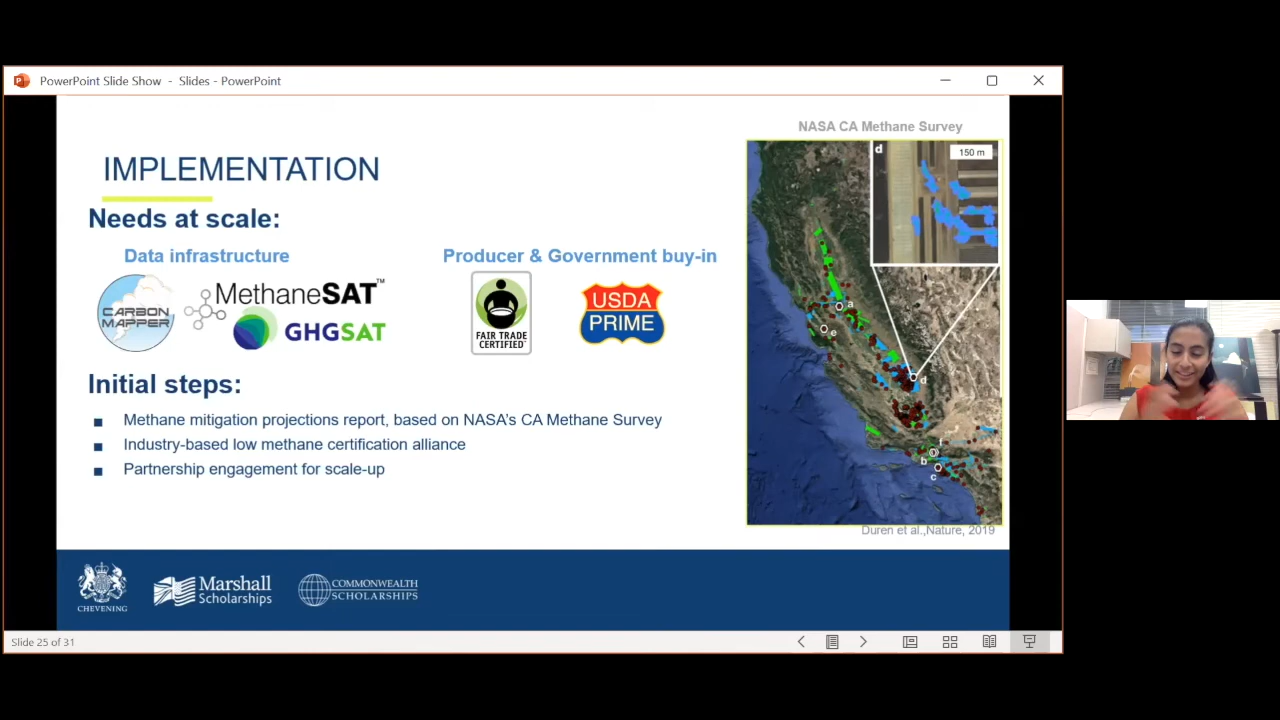 PowerPoint Slide Show - Slides - PowerPoint
IMPLEMENTATION
Needs at scale:
Data infrastructure
CARBON
MAPPER
MethaneSAT™
GHGSAT
Producer & Government buy-in
FAIR TRADE
CERTIFIED
USDA
PRIME
Initial steps:
Methane mitigation projections report, based on NASA's CA Methane Survey
Industry-based low methane certification alliance
Partnership engagement for scale-up
NASA CA Methane Survey
d
150 m
a
e
d
f
b
c
Duren et al.,Nature, 2019
CHEVENING
Marshall
Scholarships
COMMONWEALTH
SCHOLARSHIPS
Slide 25 of 31